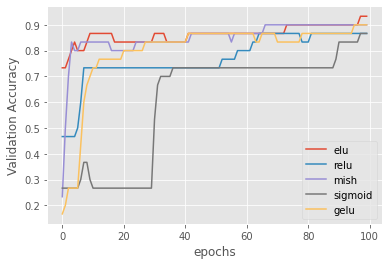 0.9
0.8
0.7
0.6
0.5
0.4
0.3
0.2
Validation Accuracy
0 20 40 60 80 100
epochs
elu
relu
mish
sigmoid
gelu